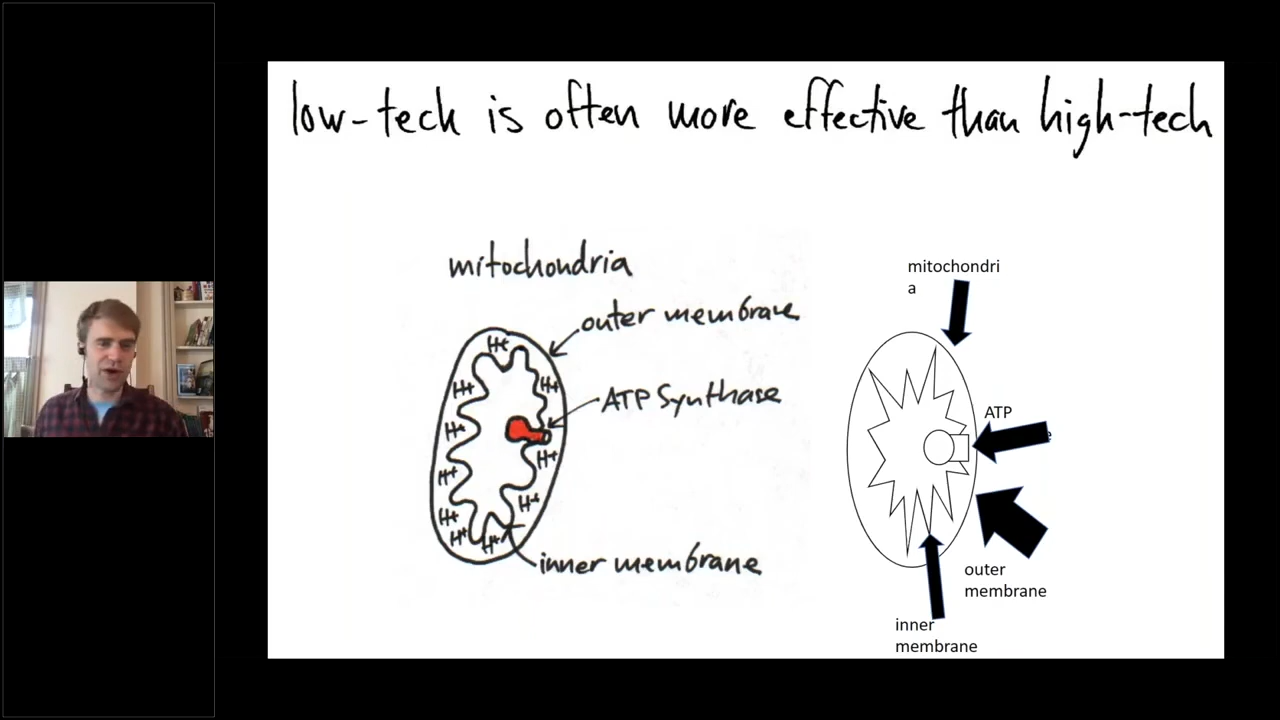 low-tech is often more effective than high-tech
mitochondria
outer membrane
ATP Synthase
inner membrane
H+
H+
H+
H+
H+
H+
H+
H+
H+
H+
H+
mitochondri
a
ATP
e
outer
membrane
inner
membrane